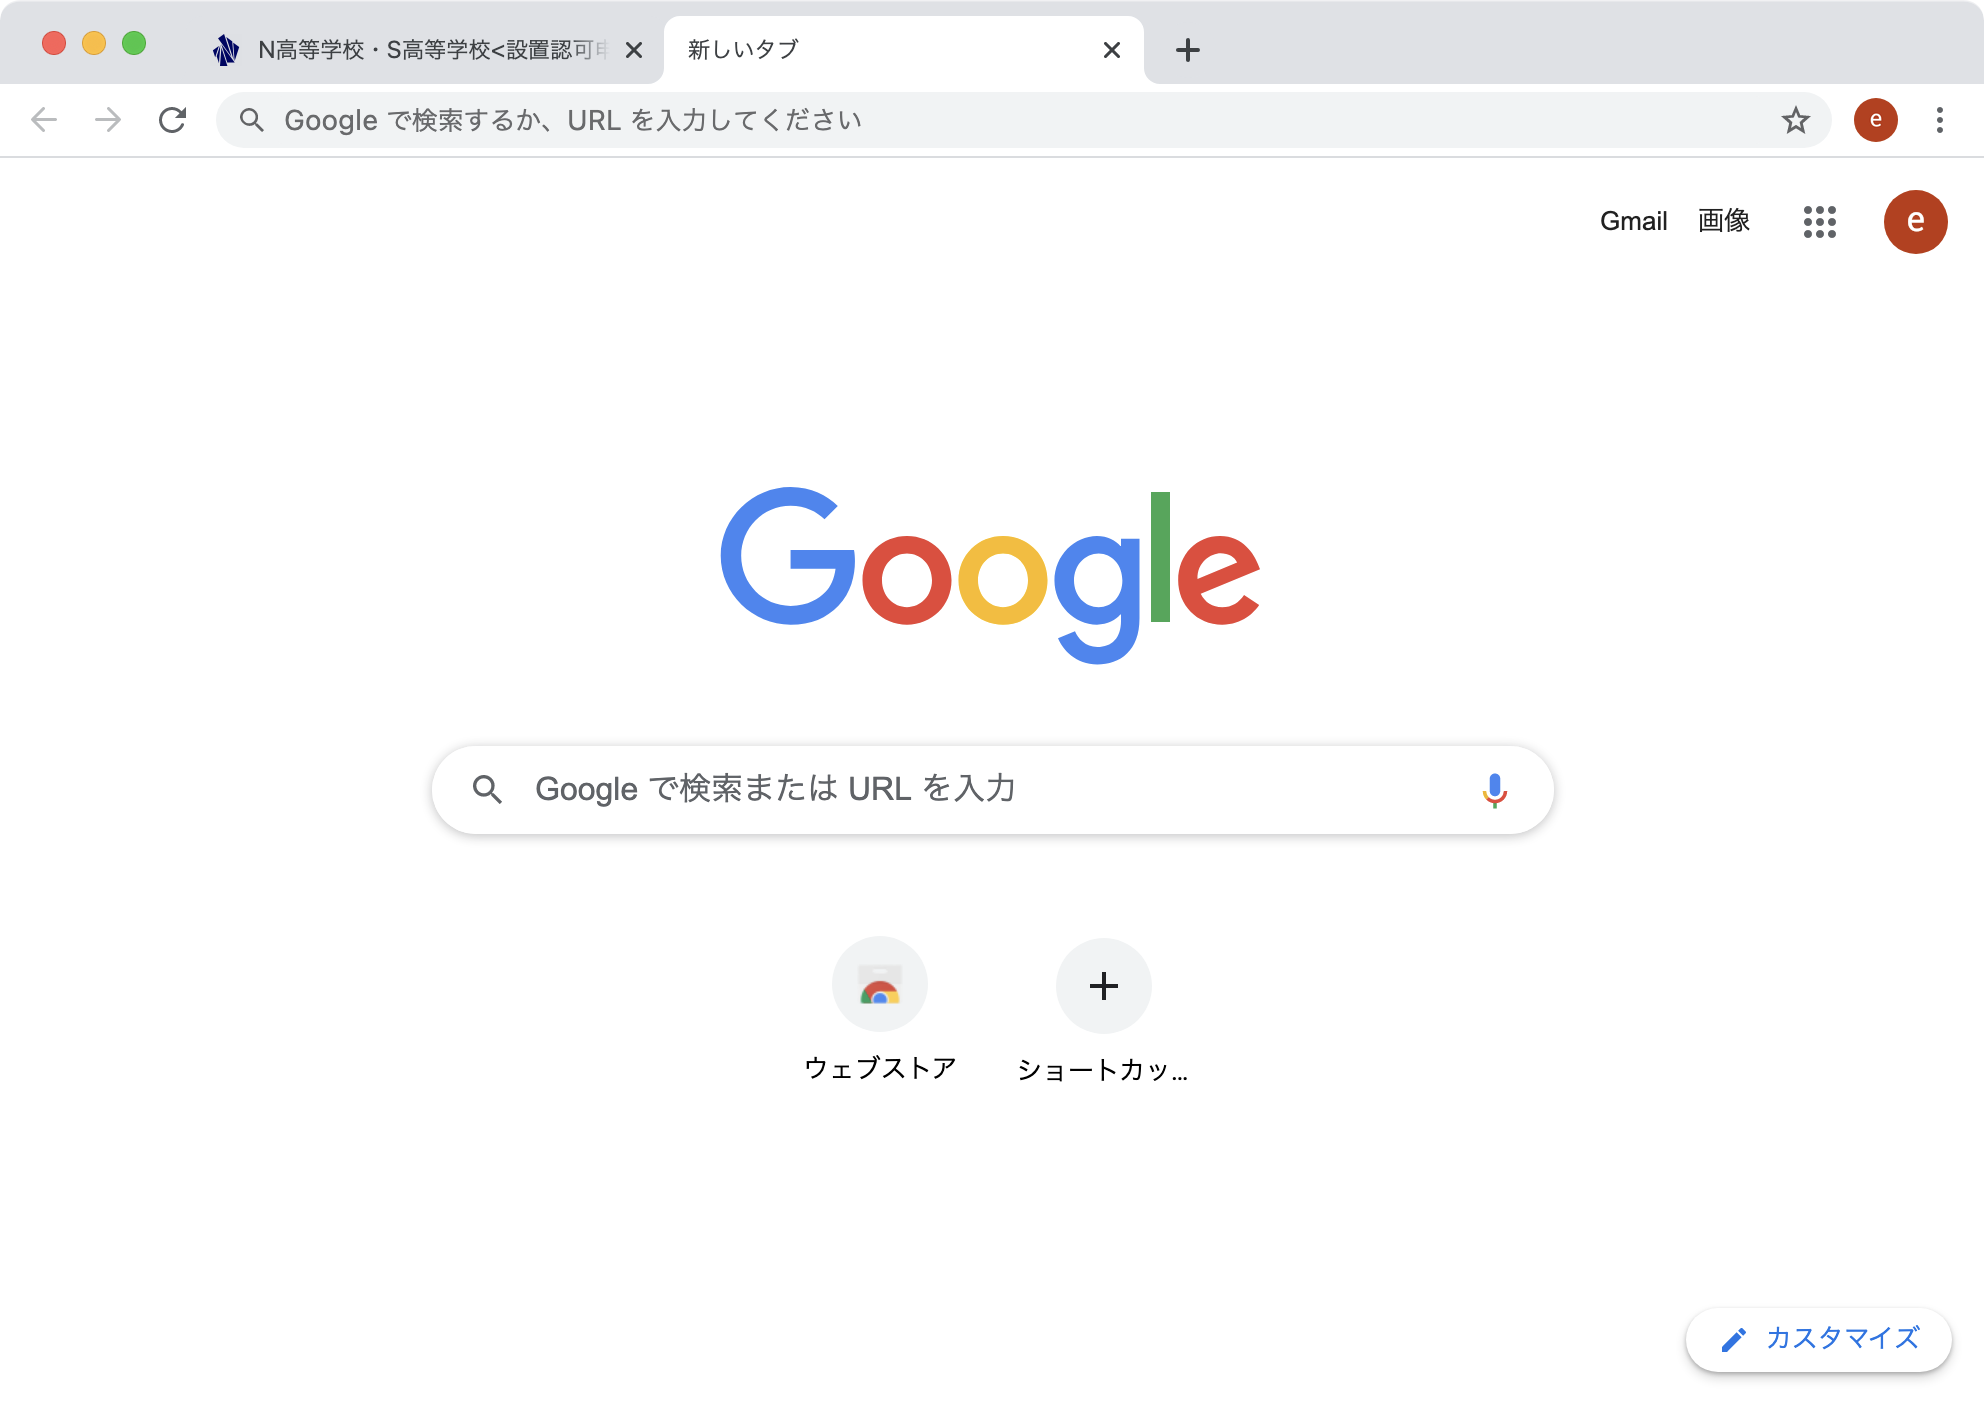 N高等学校・S高等学校<設置認可申
新しいタブ
Google で検索するか、URL を入力してください
e
Gmail
画像
e
Google
Google で検索または URL を入力
ウェブストア
ショートカッ...
カスタマイズ